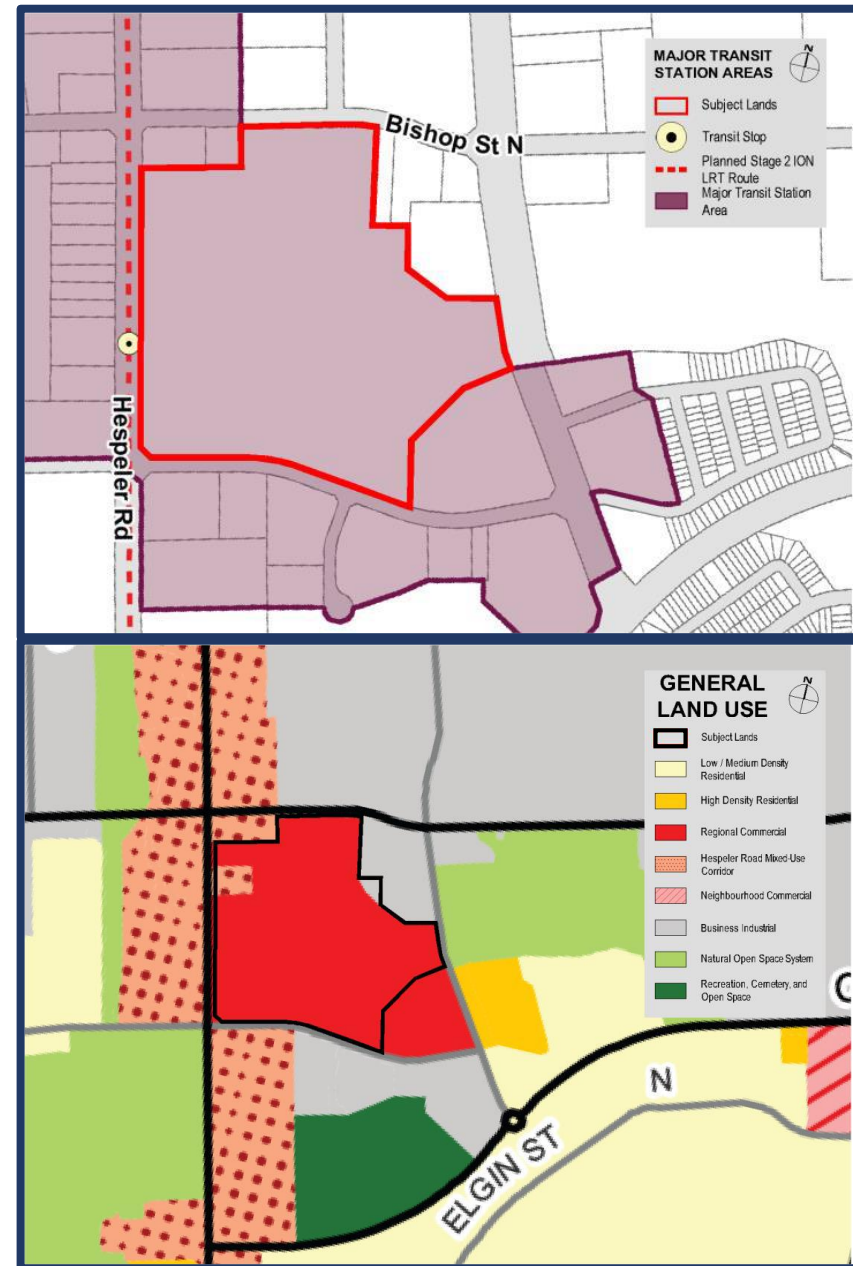 MAJOR TRANSIT
STATION AREAS
N
Subject Lands
Transit Stop
Planned Stage 2 ION
LRT Route
Major Transit Station
Area
Bishop St N
Hespeler Rd
GENERAL
LAND USE
N
Subject Lands
Low / Medium Density
Residential
High Density Residential
Regional Commercial
Hespeler Road Mixed-Use
Corridor
Neighbourhood Commercial
Business Industrial
Natural Open Space System
Recreation, Cemetery, and
Open Space
ELGIN ST
N